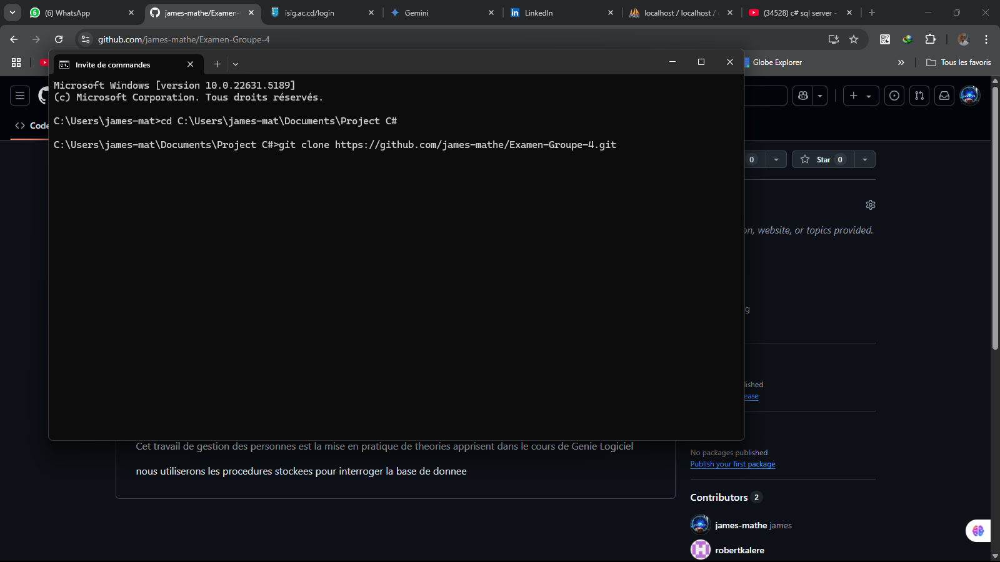 (6) WhatsApp
james-mathe/Examen-
isig.ac.cd/login
Gemini
LinkedIn
localhost / localhost /
(34528) c# sql server -
github.com/james-mathe/Examen-Groupe-4
Invite de commandes
Globe Explorer
Tous les favoris
Microsoft Windows [version 10.0.22631.5189]
(c) Microsoft Corporation. Tous droits réservés.
C:\Users\james-mat>cd C:\Users\james-mat\Documents\Project C#
Code
C:\Users\james-mat\Documents\Project C#>git clone https://github.com/james-mathe/Examen-Groupe-4.git
0
Star 0
on, website, or topics provided.
g
lished
ease
Cet travail de gestion des personnes est la mise en pratique de theories apprisent dans le cours de Genie Logiciel
nous utiliserons les procedures stockees pour interroger la base de donnee
No packages published
Publish your first package
Contributors 2
james-mathe james
robertkalere